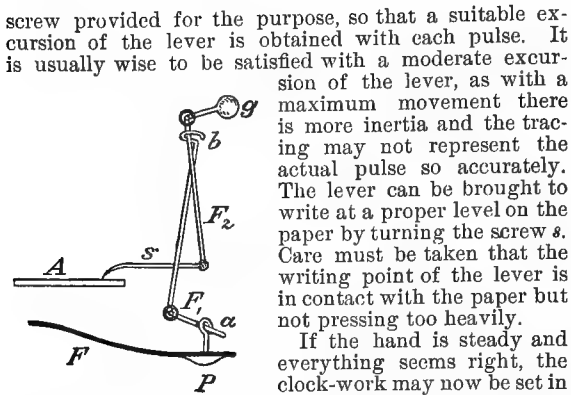 screw provided for the purpose, so that a suitable ex-
cursion of the lever is obtained with each pulse. It
is usually wise to be satisfied with a moderate excur-
sion of the lever, as with a
maximum movement there
is more inertia and the trac-
ing may not represent the
actual pulse so accurately.
The lever can be brought to
write at a proper level on the
paper by turning the screw s.
Care must be taken that the
writing point of the lever is
in contact with the paper but
not pressing too heavily.
If the hand is steady and
everything seems right, the
clock-work may now be set in
g
b
F2
s
A
F1
a
F
P